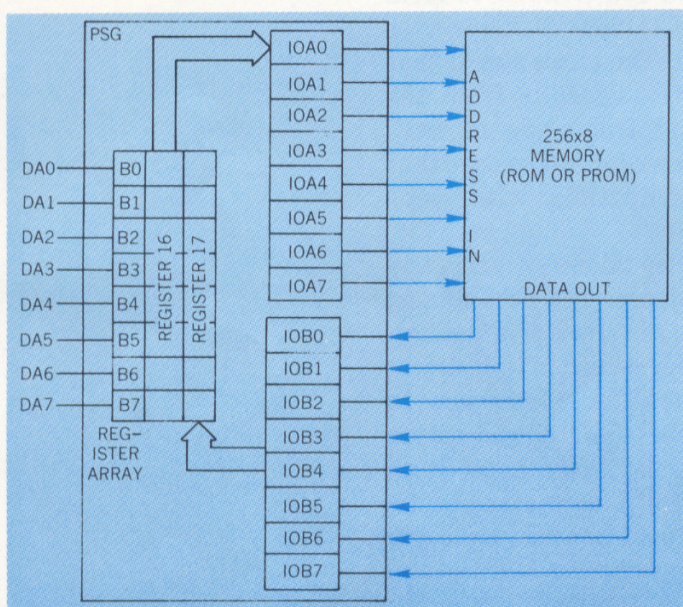 PSG
IOA0
IOA1
IOA2
IOA3
IOA4
IOA5
IOA6
IOA7
ADDRESS IN
256x8
MEMORY
(ROM OR PROM)
DATA OUT
DA0
DA1
DA2
DA3
DA4
DA5
DA6
DA7
B0
B1
B2
B3
B4
B5
B6
B7
REGISTER 16
REGISTER 17
REG-
ISTER
ARRAY
IOB0
IOB1
IOB2
IOB3
IOB4
IOB5
IOB6
IOB7